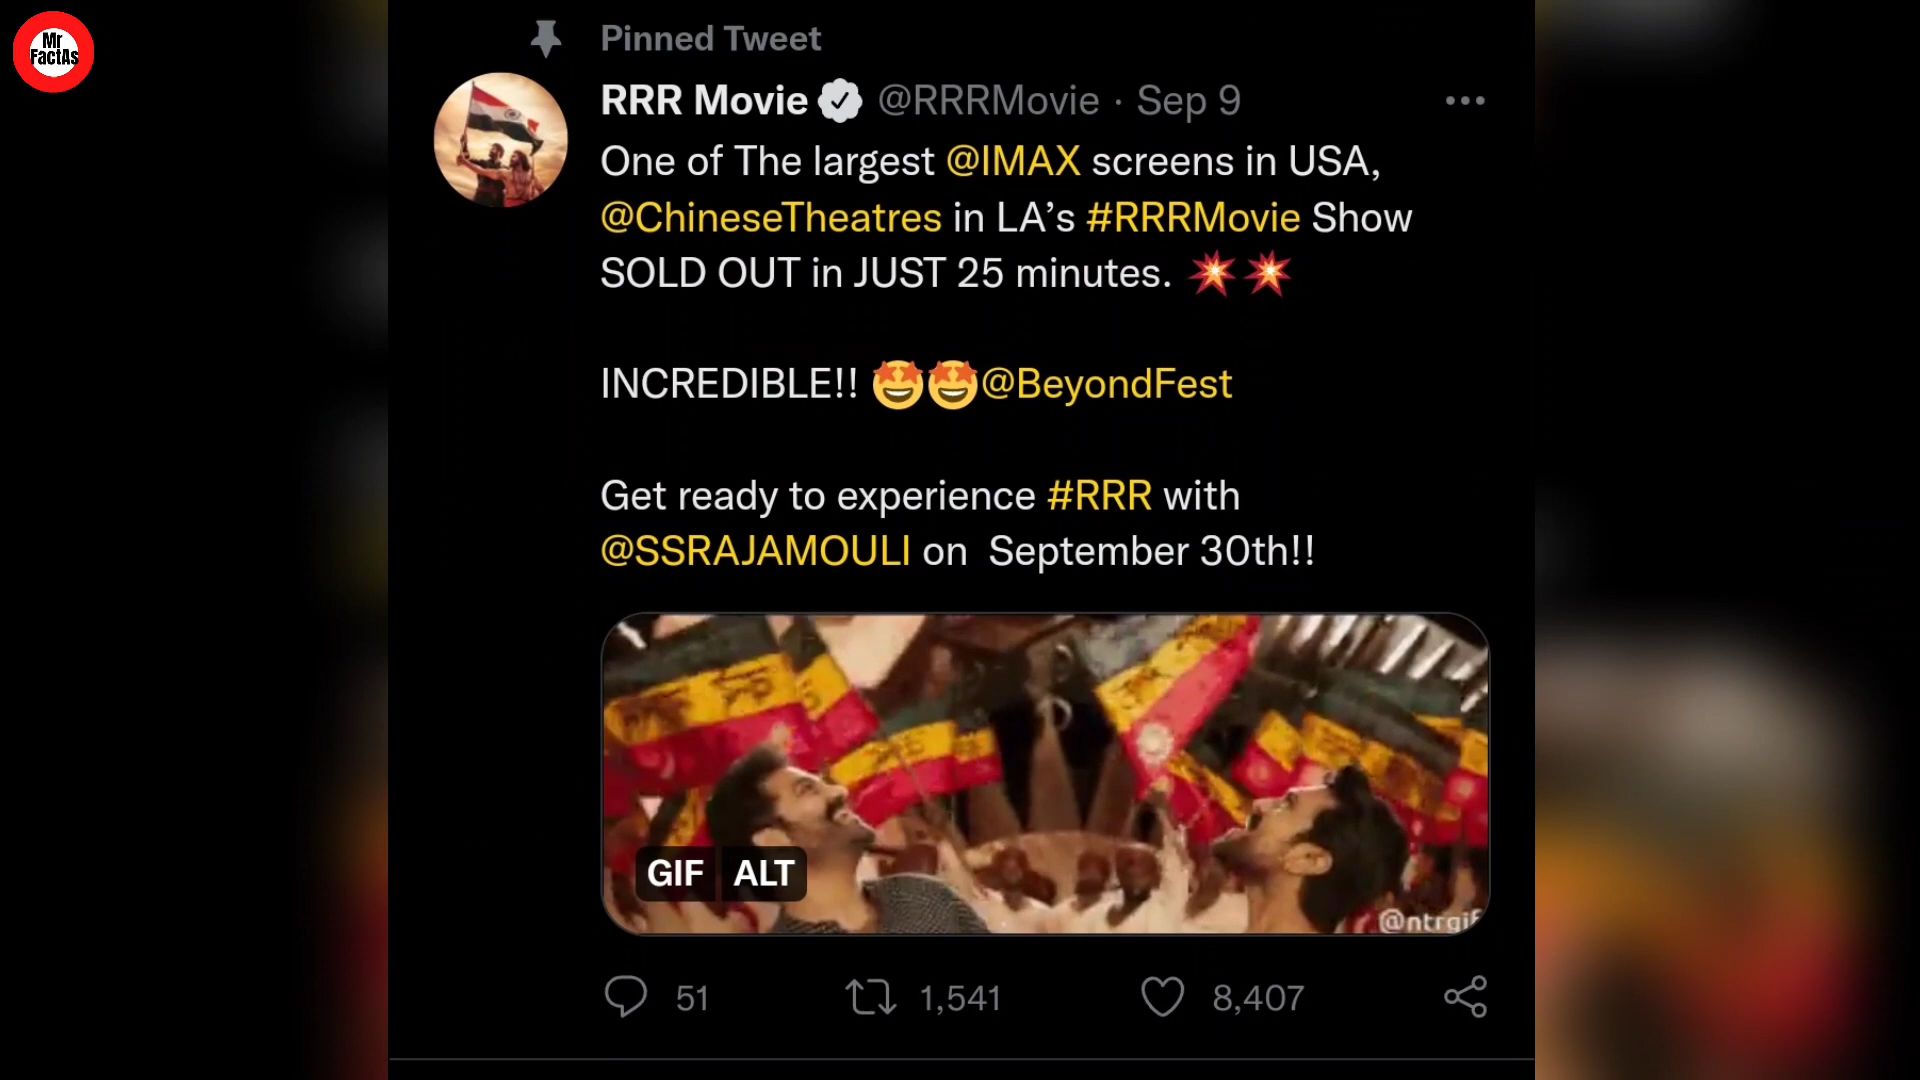 Mr
FactAs
Pinned Tweet
RRR Movie @RRRMovie · Sep 9
One of The largest @IMAX screens in USA,
@ChineseTheatres in LA’s #RRRMovie Show
SOLD OUT in JUST 25 minutes. 💥💥
INCREDIBLE!! 🤩🤩@BeyondFest
Get ready to experience #RRR with
@SSRAJAMOULI on September 30th!!
GIF ALT
@ntrgif
51 1,541 8,407